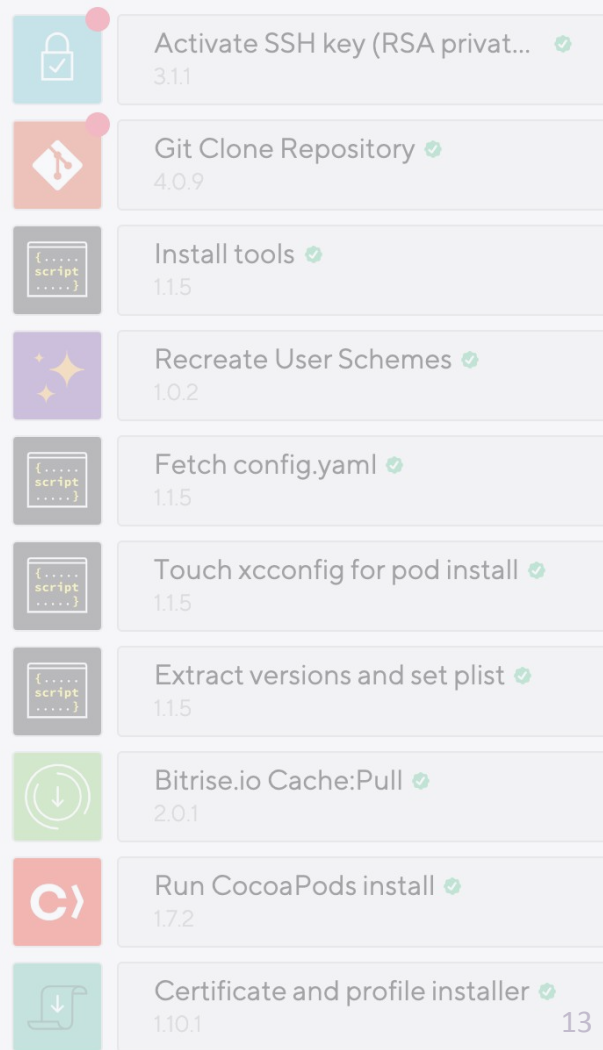 Activate SSH key (RSA privat...
3.1.1
Git Clone Repository
4.0.9
{.....
script
.....}
Install tools
1.1.5
Recreate User Schemes
1.0.2
{.....
script
.....}
Fetch config.yaml
1.1.5
{.....
script
.....}
Touch xcconfig for pod install
1.1.5
{.....
script
.....}
Extract versions and set plist
1.1.5
Bitrise.io Cache:Pull
2.0.1
Run CocoaPods install
1.7.2
Certificate and profile installer
1.10.1
13